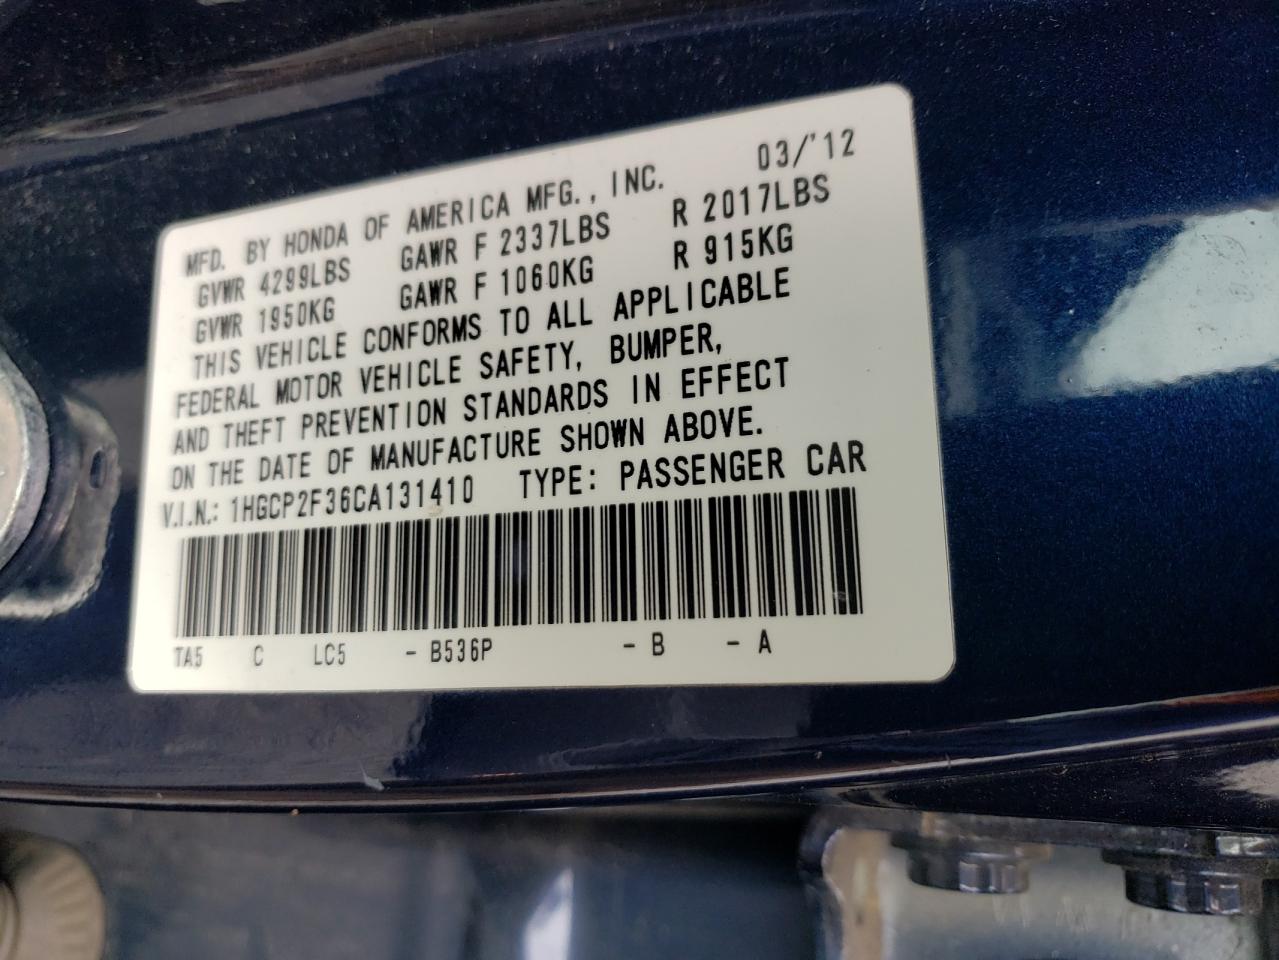 MFD. BY HONDA OF AMERICA MFG., INC. 03/'12
GVWR 4299LBS GAWR F 2337LBS R 2017LBS
GVWR 1950KG GAWR F 1060KG R 915KG
THIS VEHICLE CONFORMS TO ALL APPLICABLE
FEDERAL MOTOR VEHICLE SAFETY, BUMPER,
AND THEFT PREVENTION STANDARDS IN EFFECT
ON THE DATE OF MANUFACTURE SHOWN ABOVE.
V.I.N.: 1HGCP2F36CA131410 TYPE: PASSENGER CAR
TA5 C LC5 - B536P - B - A